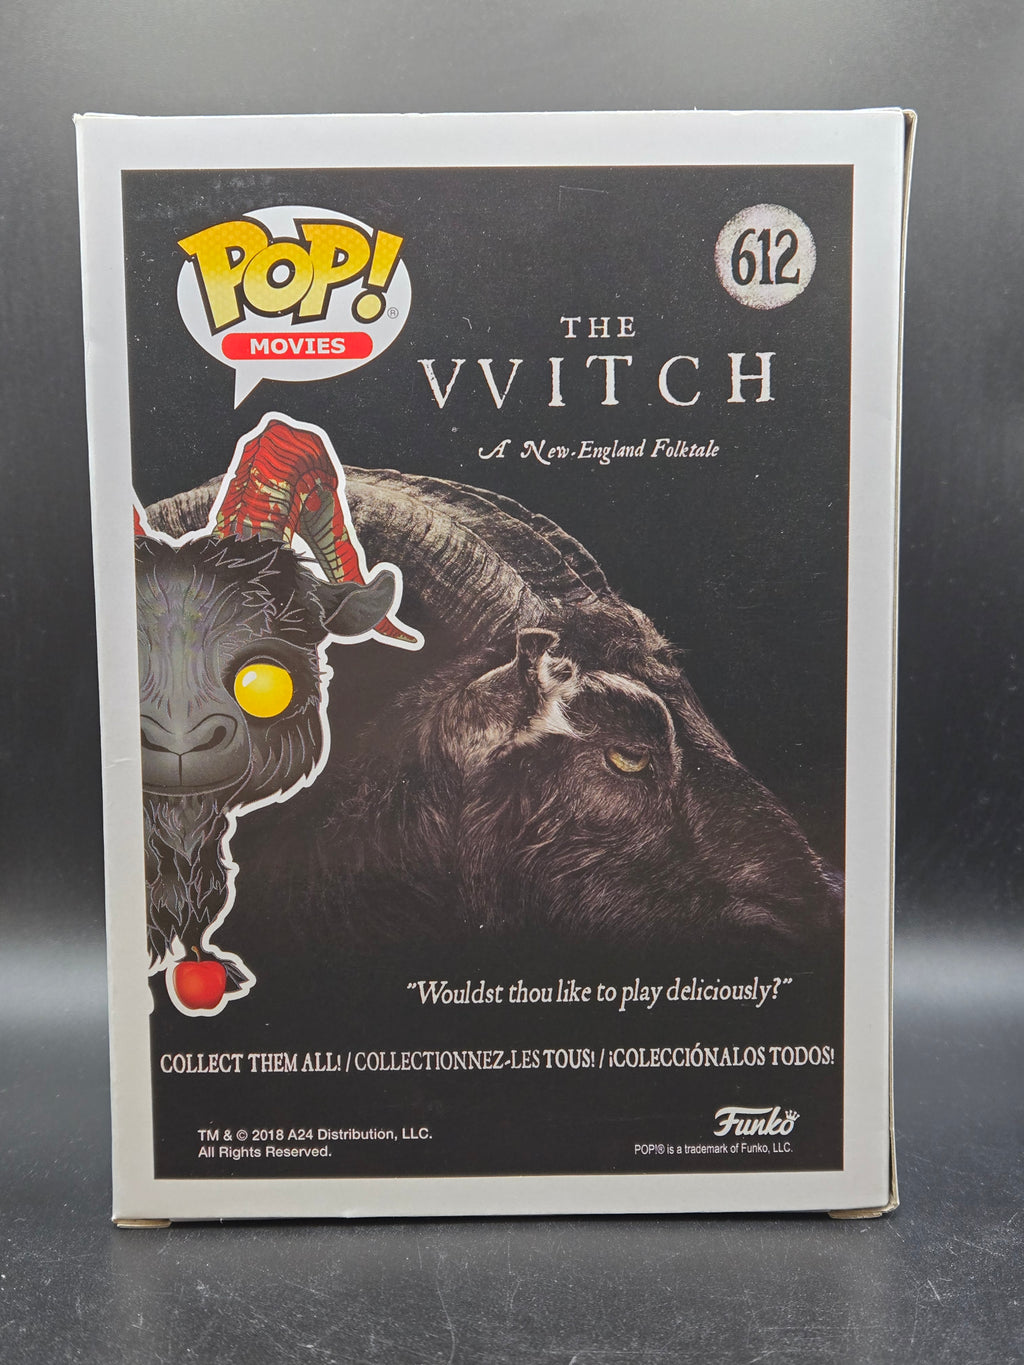 POP!®
MOVIES
612
THE
VVITCH
A New-England Folktale
"Wouldst thou like to play deliciously?"
COLLECT THEM ALL! / COLLECTIONNEZ-LES TOUS! / ¡COLECCIÓNALOS TODOS!
TM & © 2018 A24 Distribution, LLC.
All Rights Reserved.
Funko
POP!® is a trademark of Funko, LLC.